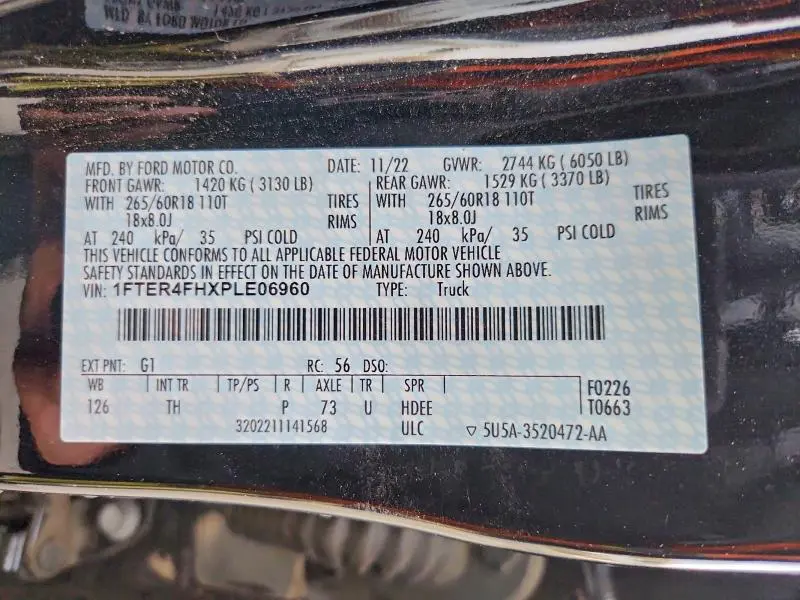 WLD BA FORD MOTOR CO
MFD. BY FORD MOTOR CO. DATE: 11/22 GVWR: 2744 KG ( 6050 LB)
FRONT GAWR: 1420 KG ( 3130 LB) REAR GAWR: 1529 KG ( 3370 LB)
WITH 265/60R18 110T TIRES WITH 265/60R18 110T TIRES
18x8.0J RIMS 18x8.0J RIMS
AT 240 kPa/ 35 PSI COLD AT 240 kPa/ 35 PSI COLD
THIS VEHICLE CONFORMS TO ALL APPLICABLE FEDERAL MOTOR VEHICLE
SAFETY STANDARDS IN EFFECT ON THE DATE OF MANUFACTURE SHOWN ABOVE.
VIN: 1FTER4FHXPLE06960 TYPE: Truck
EXT PNT: G1 RC: 56 DSO:
WB INT TR TP/PS R AXLE TR SPR F0226
126 TH P 73 U HDEE T0663
3202211141568 ULC ▽ 5U5A-3520472-AA